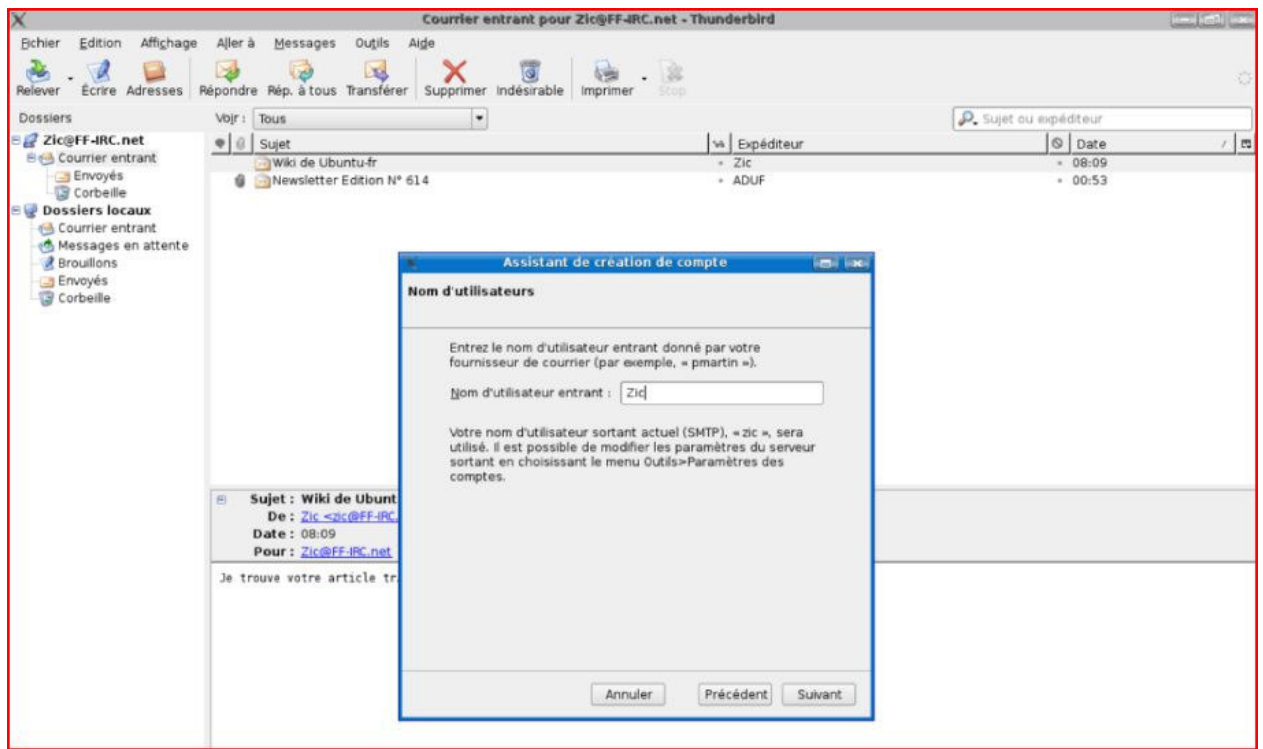 Courrier entrant pour Zic@FF-IRC.net - Thunderbird
Fichier Edition Affichage Aller à Messages Outils Aide
Relever Écrire Adresses Répondre Rép. à tous Transférer Supprimer Indésirable Imprimer Stop
Dossiers
Voir : Tous
Sujet ou expéditeur
Zic@FF-IRC.net
Courrier entrant
Envoyés
Corbeille
Dossiers locaux
Courrier entrant
Messages en attente
Brouillons
Envoyés
Corbeille
Sujet Expéditeur Date
Wiki de Ubuntu-fr Zic 08:09
Newsletter Edition N° 614 ADUF 00:53
Assistant de création de compte
Nom d'utilisateurs
Entrez le nom d'utilisateur entrant donné par votre
fournisseur de courrier (par exemple, « pmartin »).
Nom d'utilisateur entrant : Zic
Votre nom d'utilisateur sortant actuel (SMTP), « zic », sera
utilisé. Il est possible de modifier les paramètres du serveur
sortant en choisissant le menu Outils>Paramètres des
comptes.
Annuler Précédent Suivant
Sujet : Wiki de Ubunt
De : Zic <zic@FF-IRC.
Date : 08:09
Pour : Zic@FF-IRC.net
Je trouve votre article tr